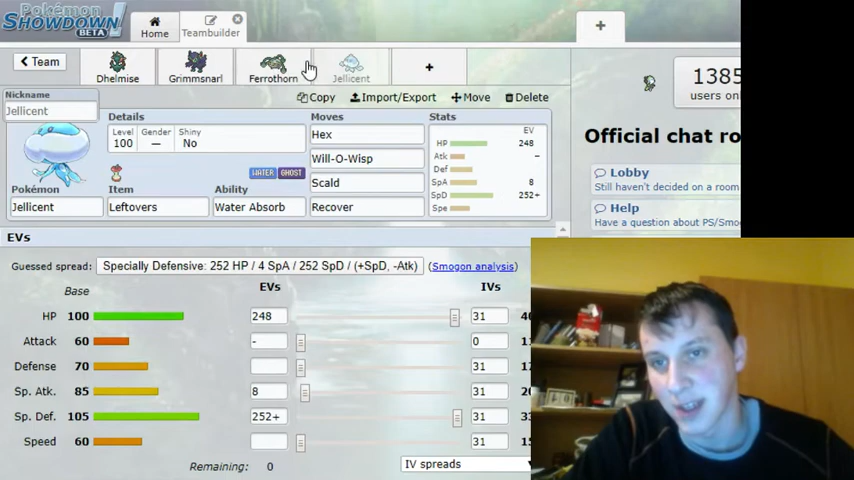 Pokémon
SHOWDOWN!
BETA
Home
Teambuilder
+
< Team
Dhelmise
Grimmsnarl
Ferrothorn
Jellicent
+
Nickname
Jellicent
Copy
Import/Export
Move
Delete
Details
Level
100
Gender
—
Shiny
No
Moves
Hex
Will-O-Wisp
Scald
Recover
Stats
EV
HP
248
Atk
–
Def
SpA
8
SpD
252+
Spe
WATER
GHOST
Pokémon
Jellicent
Item
Leftovers
Ability
Water Absorb
EVs
Guessed spread:
Specially Defensive: 252 HP / 4 SpA / 252 SpD / (+SpD, -Atk)
(Smogon analysis)
Base
EVs
IVs
HP
100
248
31
Attack
60
-
0
Defense
70
31
Sp. Atk.
85
8
31
Sp. Def.
105
252+
31
Speed
60
31
Remaining:
0
IV spreads
1385
Official chat
Lobby
Still haven't decided on a room
Help
Have a question about